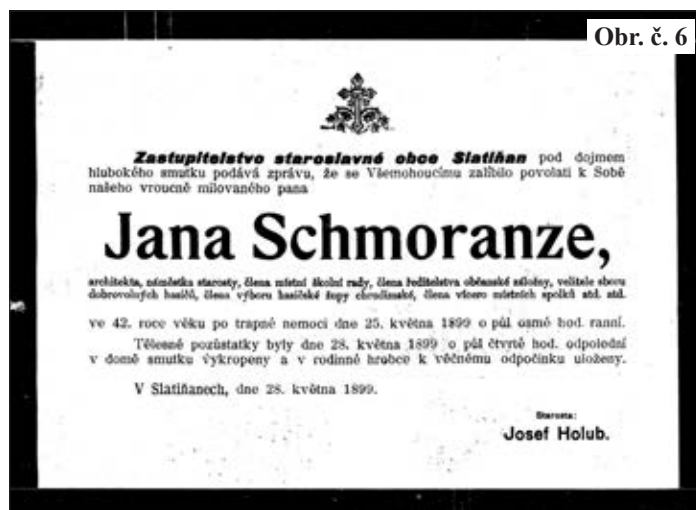 Obr. č. 6
Zastupitelstvo staroslavné obce Slatiňan pod dojmem
hlubokého smutku podává zprávu, že se Všemohoucímu zalíbilo povolati k Sobě
našeho vroucně milovaného pana
Jana Schmoranze,
architekta, náměstka starosty, člena místní školní rady, člena ředitelstva občanské záložny, velitele sboru
dobrovolných hasičů, člena výboru hasičské župy chrudimské, člena vícero místních spolků atd. atd.
ve 42. roce věku po trapné nemoci dne 25. května 1899 o půl osmé hod. ranní.
Tělesné pozůstatky byly dne 28. května 1899 o půl čtvrté hod. odpolední
v domě smutku vykropeny a v rodinné hrobce k věčnému odpočinku uloženy.
V Slatiňanech, dne 28. května 1899.
Starosta:
Josef Holub.